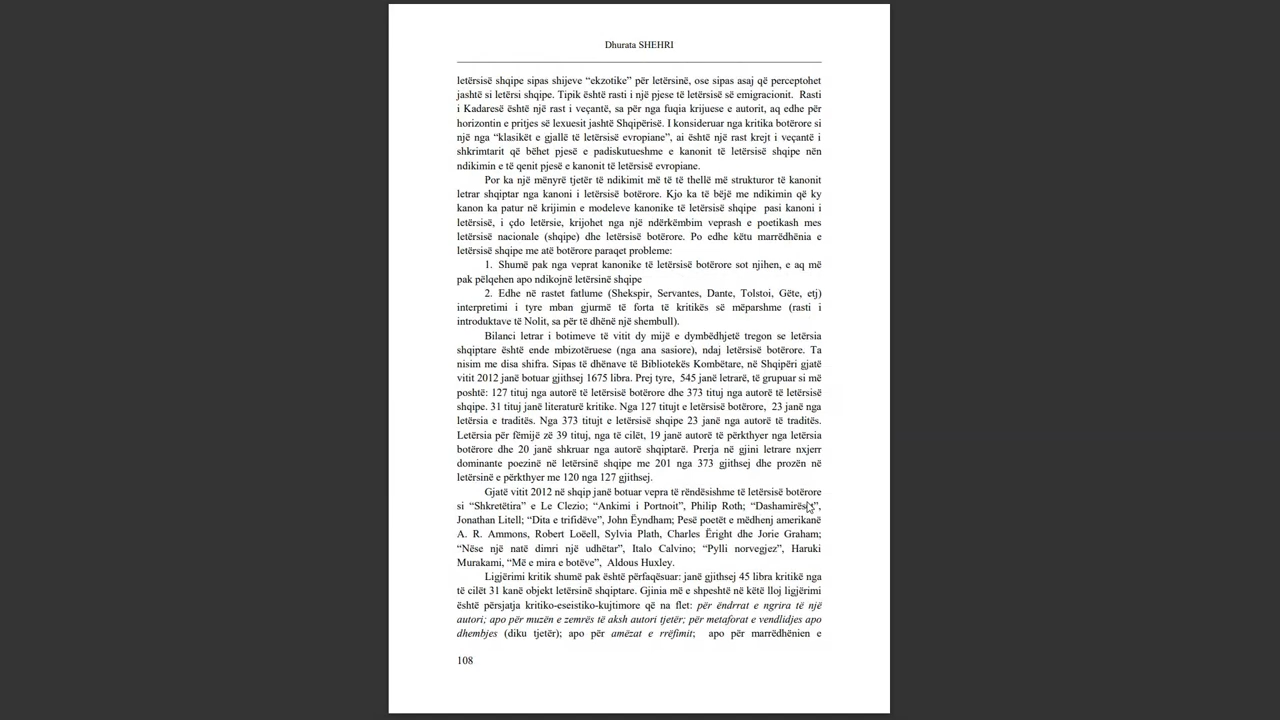 Dhurata SHEHRI
letërsisë shqipe sipas shijeve “ekzotike” për letërsinë, ose sipas asaj që perceptohet
jashtë si letërsi shqipe. Tipik është rasti i një pjese të letërsisë së emigracionit. Rasti
i Kadaresë është një rast i veçantë, sa për nga fuqia krijuese e autorit, aq edhe për
horizontin e pritjes së lexuesit jashtë Shqipërisë. I konsideruar nga kritika botërore si
një nga “klasikët e gjallë të letërsisë evropiane”, ai është një rast krejt i veçantë i
shkrimtarit që bëhet pjesë e padiskutueshme e kanonit të letërsisë shqipe nën
ndikimin e të qenit pjesë e kanonit të letërsisë evropiane.
Por ka një mënyrë tjetër të ndikimit më të të thellë më strukturor të kanonit
letrar shqiptar nga kanoni i letërsisë botërore. Kjo ka të bëjë me ndikimin që ky
kanon ka patur në krijimin e modeleve kanonike të letërsisë shqipe pasi kanoni i
letërsisë, i çdo letërsie, krijohet nga një ndërkëmbim veprash e poetikash mes
letërsisë nacionale (shqipe) dhe letërsisë botërore. Po edhe këtu marrëdhënia e
letërsisë shqipe me atë botërore paraqet probleme:
1. Shumë pak nga veprat kanonike të letërsisë botërore sot njihen, e aq më
pak pëlqehen apo ndikojnë letërsinë shqipe
2. Edhe në rastet fatlume (Shekspir, Servantes, Dante, Tolstoi, Gëte, etj)
interpretimi i tyre mban gjurmë të forta të kritikës së mëparshme (rasti i
introduktave të Nolit, sa për të dhënë një shembull).
Bilanci letrar i botimeve të vitit dy mijë e dymbëdhjetë tregon se letërsia
shqiptare është ende mbizotëruese (nga ana sasiore), ndaj letërsisë botërore. Ta
nisim me disa shifra. Sipas të dhënave të Bibliotekës Kombëtare, në Shqipëri gjatë
vitit 2012 janë botuar gjithsej 1675 libra. Prej tyre, 545 janë letrarë, të grupuar si më
poshtë: 127 tituj nga autorë të letërsisë botërore dhe 373 tituj nga autorë të letërsisë
shqipe. 31 tituj janë literaturë kritike. Nga 127 titujt e letërsisë botërore, 23 janë nga
letërsia e traditës. Nga 373 titujt e letërsisë shqipe 23 janë nga autorë të traditës.
Letërsia për fëmijë zë 39 tituj, nga të cilët, 19 janë autorë të përkthyer nga letërsia
botërore dhe 20 janë shkruar nga autorë shqiptarë. Prerja në gjini letrare nxjerr
dominante poezinë në letërsinë shqipe me 201 nga 373 gjithsej dhe prozën në
letërsinë e përkthyer me 120 nga 127 gjithsej.
Gjatë vitit 2012 në shqip janë botuar vepra të rëndësishme të letërsisë botërore
si “Shkretëtira” e Le Clezio; “Ankimi i Portnoit”, Philip Roth; “Dashamirësit”,
Jonathan Litell; “Dita e trifidëve”, John Ëyndham; Pesë poetët e mëdhenj amerikanë
A. R. Ammons, Robert Loëell, Sylvia Plath, Charles Ëright dhe Jorie Graham;
“Nëse një natë dimri një udhëtar”, Italo Calvino; “Pylli norvegjez”, Haruki
Murakami, “Më e mira e botëve”, Aldous Huxley.
Ligjërimi kritik shumë pak është përfaqësuar: janë gjithsej 45 libra kritikë nga
të cilët 31 kanë objekt letërsinë shqiptare. Gjinia më e shpeshtë në këtë lloj ligjërimi
është përsjatja kritiko-eseistiko-kujtimore që na flet: për ëndrrat e ngrira të një
autori; apo për muzën e zemrës të aksh autori tjetër; për metaforat e vendlidjes apo
dhembjes (diku tjetër); apo për amëzat e rrëfimit; apo për marrëdhënien e
108